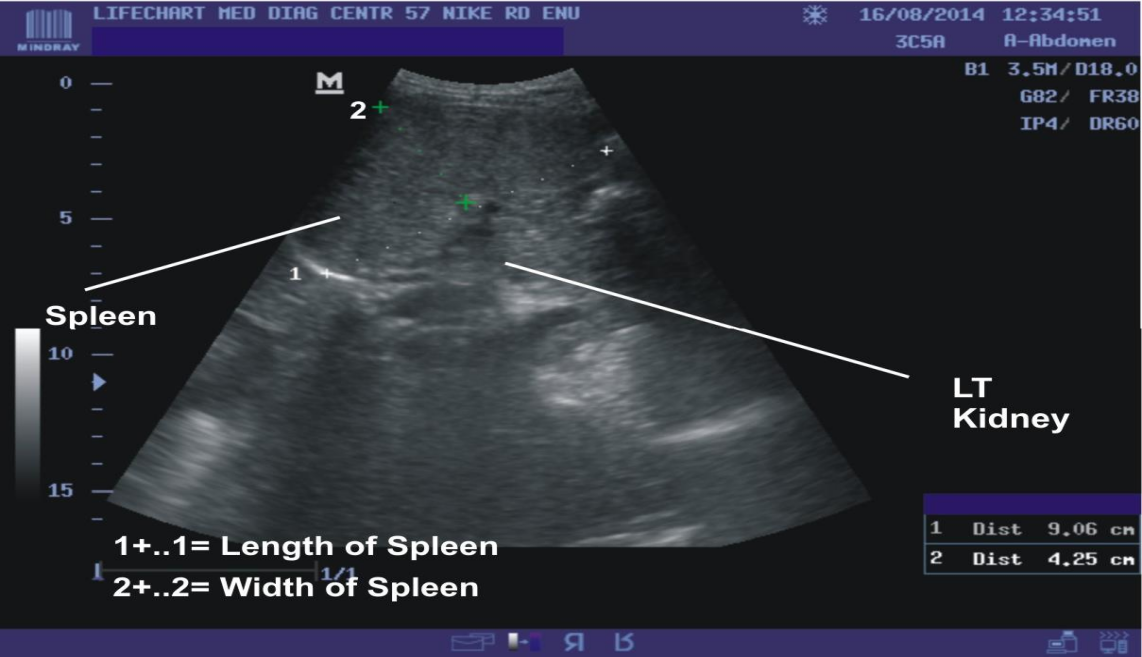 LIFECHART MED DIAG CENTR 57 NIKE RD ENU
16/08/2014 12:34:51
MINDRAY
3C5A A-Abdomen
B1 3.5M/D18.0
G82/ FR38
IP4/ DR60
M
0
2
5
1
Spleen
10
LT
Kidney
15
1 Dist 9.06 cm
2 Dist 4.25 cm
1+..1= Length of Spleen
1/1
2+..2= Width of Spleen